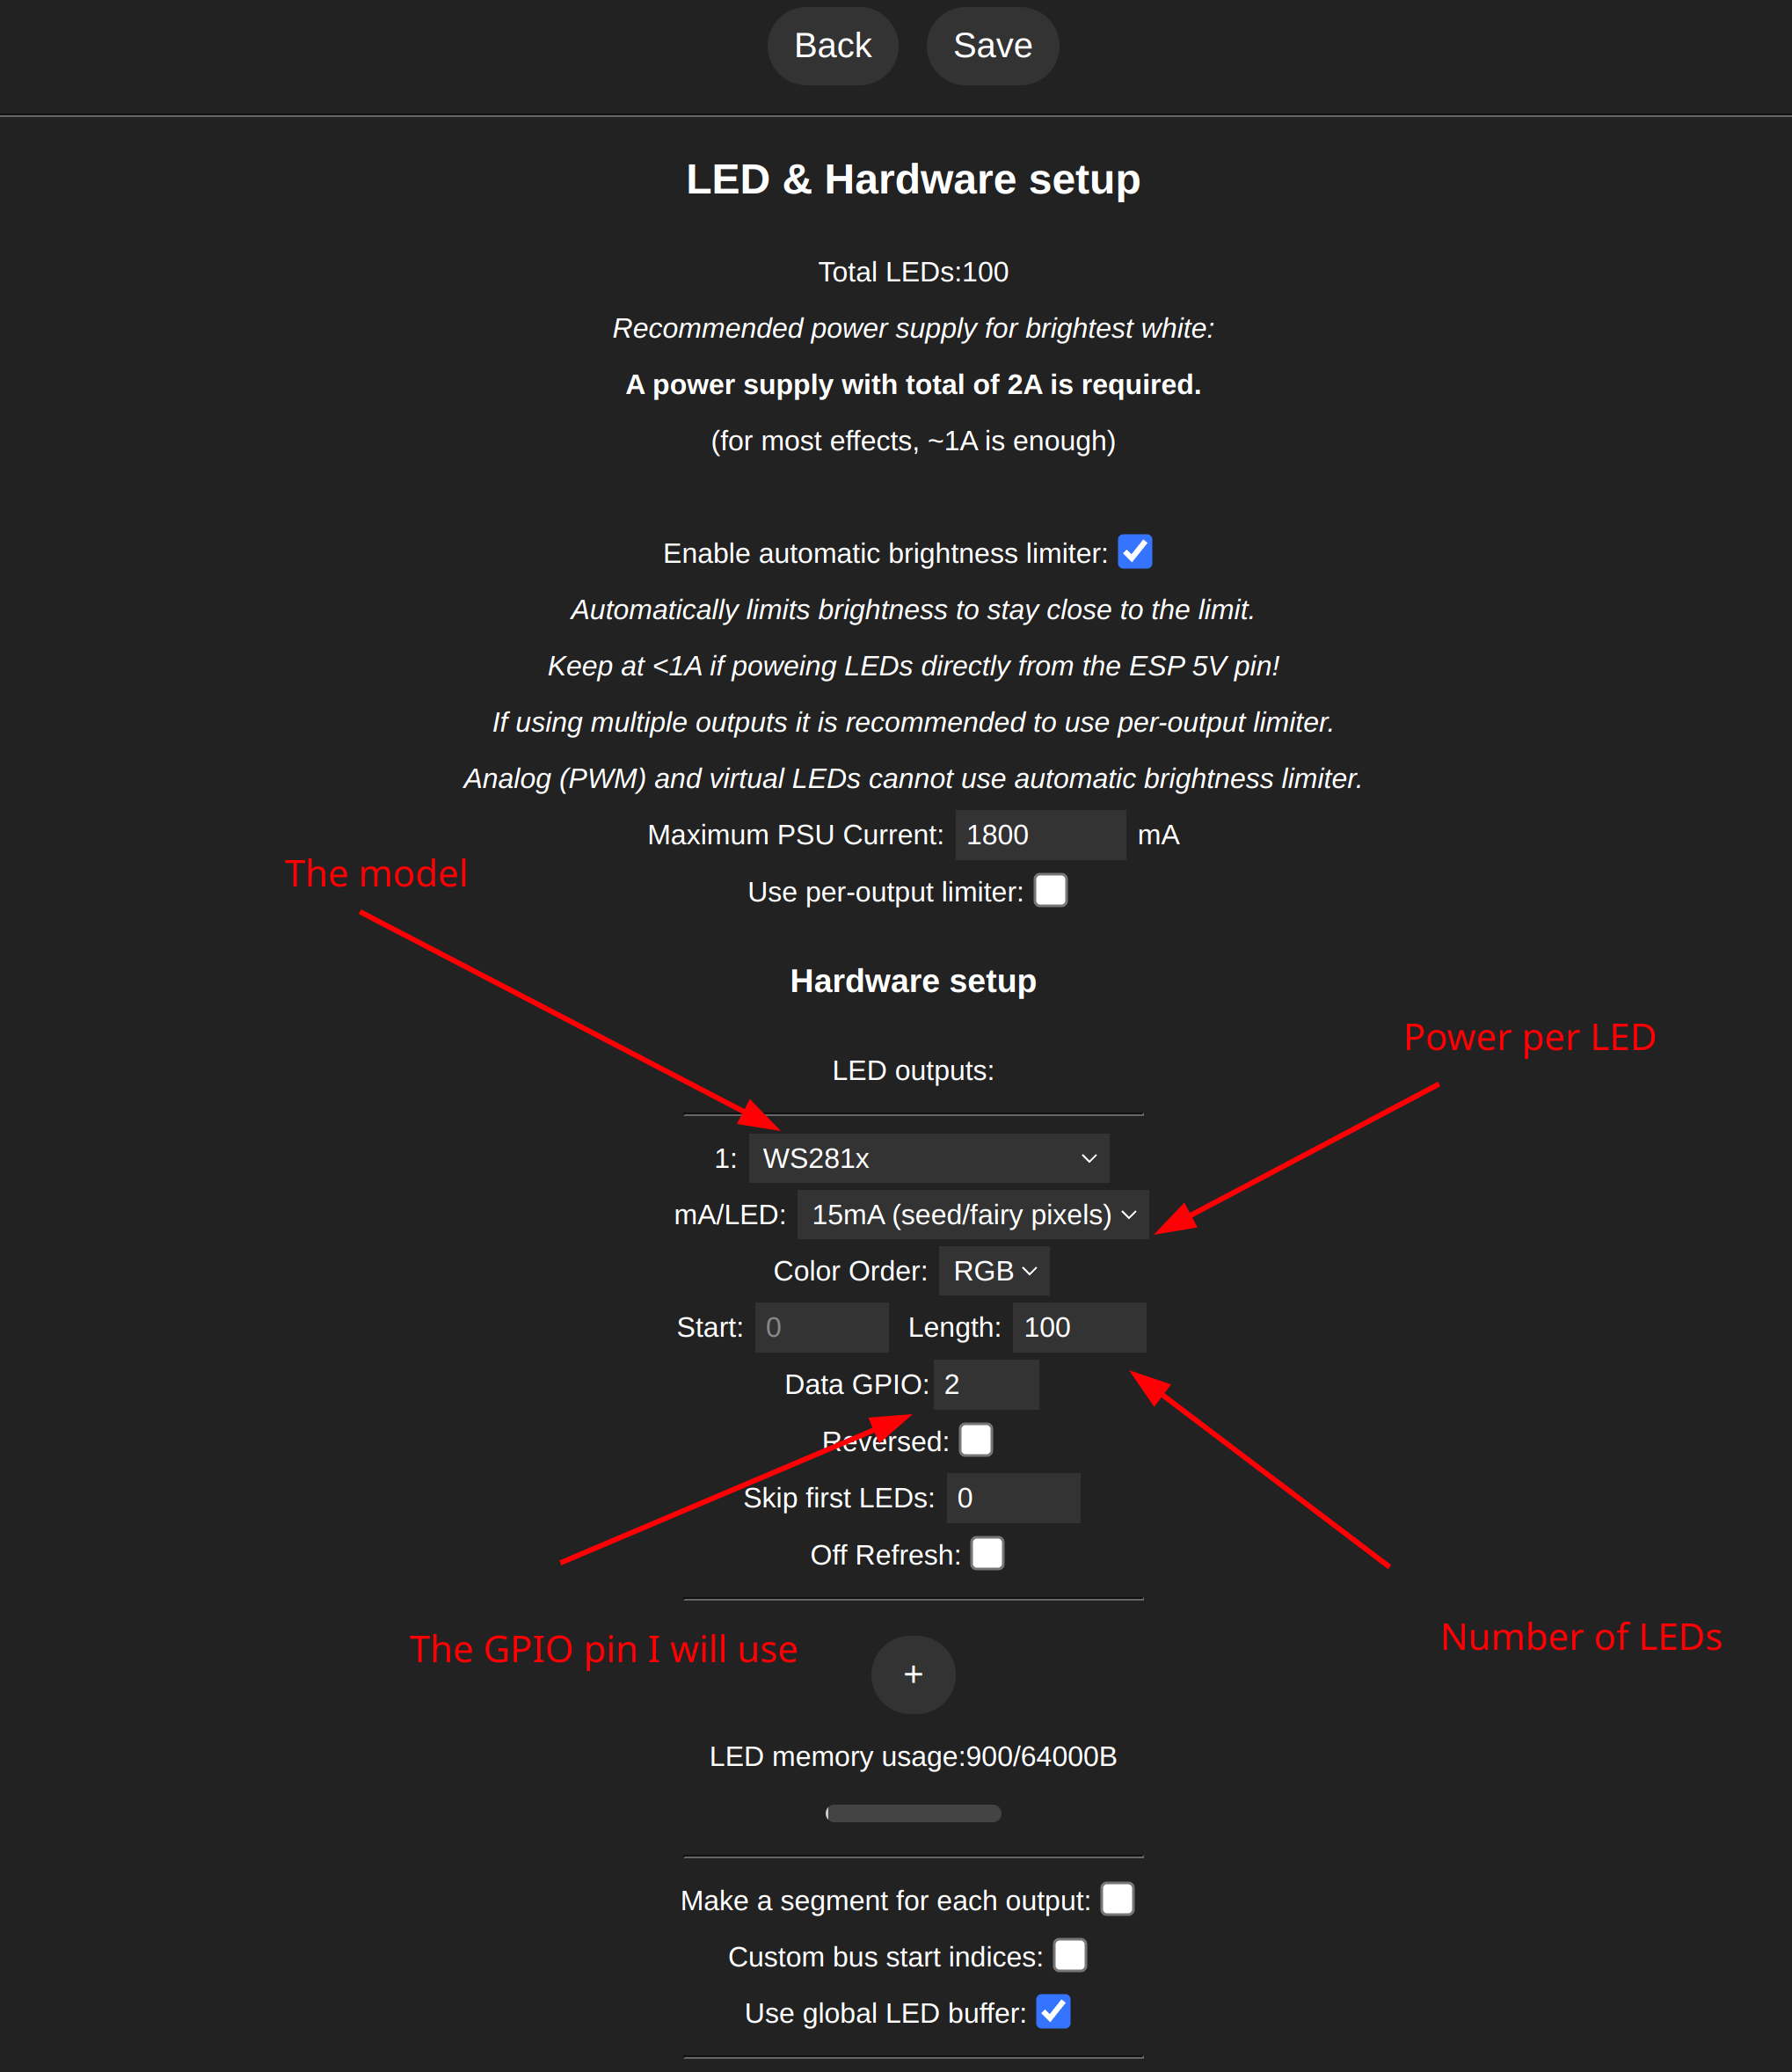 Back Save
LED & Hardware setup
Total LEDs:100
Recommended power supply for brightest white:
A power supply with total of 2A is required.
(for most effects, ~1A is enough)
Enable automatic brightness limiter:
Automatically limits brightness to stay close to the limit.
Keep at <1A if poweing LEDs directly from the ESP 5V pin!
If using multiple outputs it is recommended to use per-output limiter.
Analog (PWM) and virtual LEDs cannot use automatic brightness limiter.
Maximum PSU Current: 1800 mA
The model
Use per-output limiter:
Hardware setup
Power per LED
LED outputs:
1: WS281x
mA/LED: 15mA (seed/fairy pixels)
Color Order: RGB
Start: 0 Length: 100
Data GPIO: 2
Reversed:
Skip first LEDs: 0
Off Refresh:
The GPIO pin I will use
Number of LEDs
+
LED memory usage:900/64000B
Make a segment for each output:
Custom bus start indices:
Use global LED buffer: